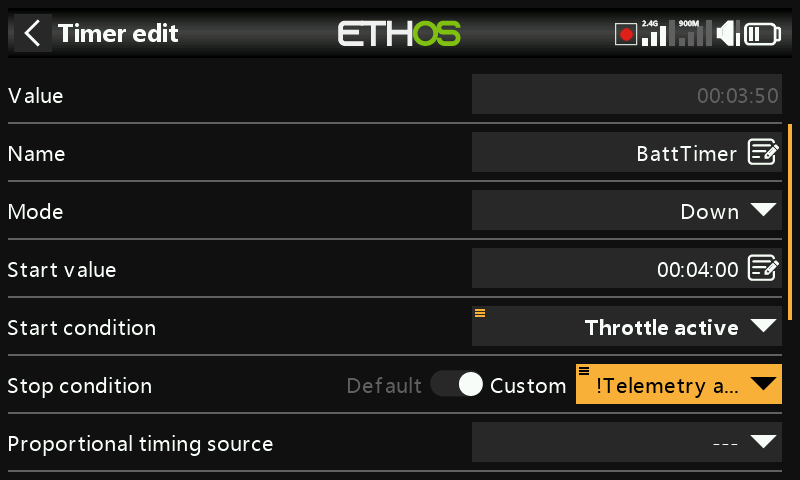 Timer edit ETHOS 2.4G 900M
Value 00:03:50
Name BattTimer
Mode Down
Start value 00:04:00
Start condition Throttle active
Stop condition Default Custom !Telemetry a...
Proportional timing source ---